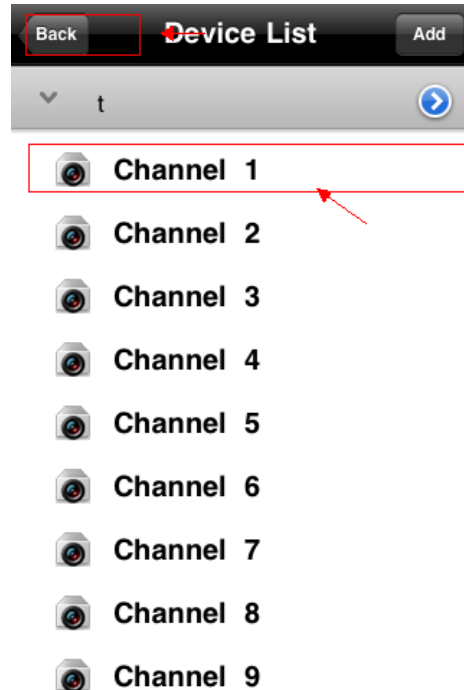 Back Device List Add
t
Channel 1
Channel 2
Channel 3
Channel 4
Channel 5
Channel 6
Channel 7
Channel 8
Channel 9